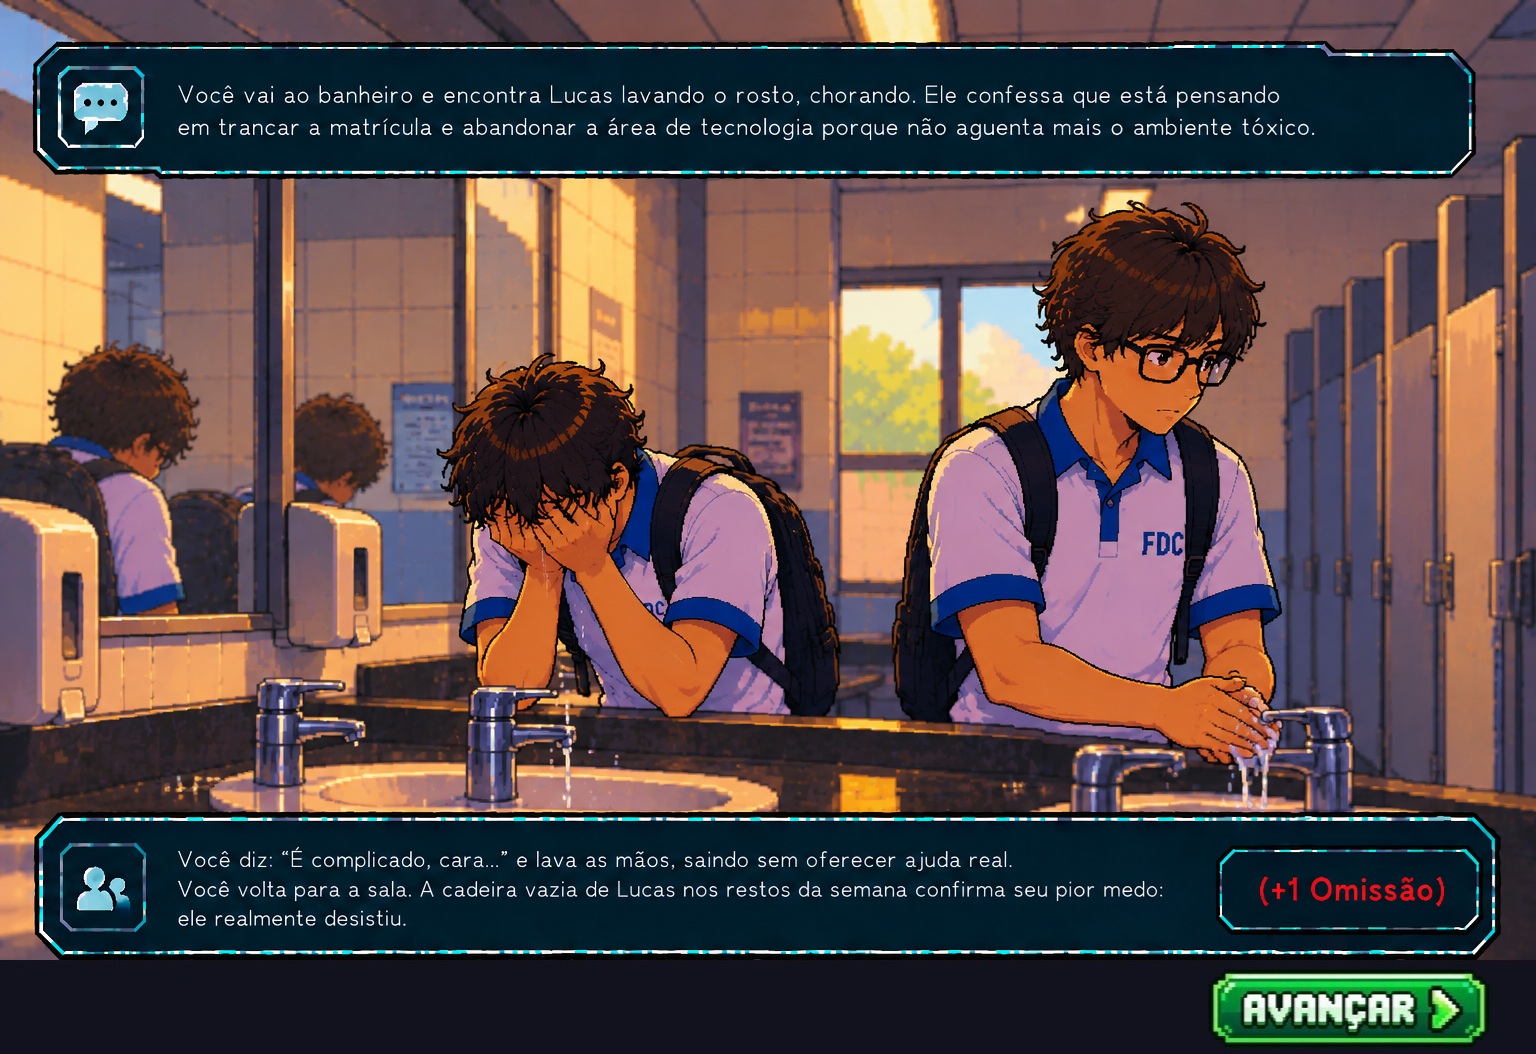 Você vai ao banheiro e encontra Lucas lavando o rosto, chorando. Ele confessa que está pensando
em trancar a matrícula e abandonar a área de tecnologia porque não aguenta mais o ambiente tóxico.
FDC
Você diz: “É complicado, cara...” e lava as mãos, saindo sem oferecer ajuda real.
Você volta para a sala. A cadeira vazia de Lucas nos restos da semana confirma seu pior medo:
ele realmente desistiu.
(+1 Omissão)
AVANÇAR